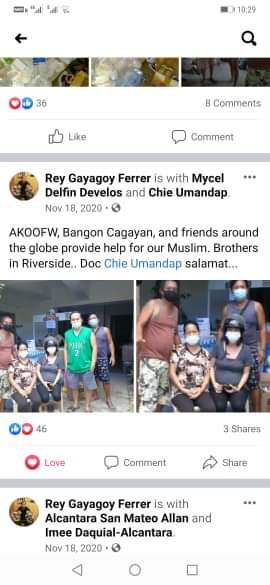 10:29
36
8 Comments
Like
Comment
Rey Gayagoy Ferrer is with Mycel
Delfin Develos and Chie Umandap.
Nov 18, 2020
AKOOFW, Bangon Cagayan, and friends around
the globe provide help for our Muslim. Brothers
in Riverside.. Doc Chie Umandap salamat...
46
3 Shares
Love
Comment
Share
Rey Gayagoy Ferrer is with
Alcantara San Mateo Allan and
Imee Daquial-Alcantara.
Nov 18, 2020